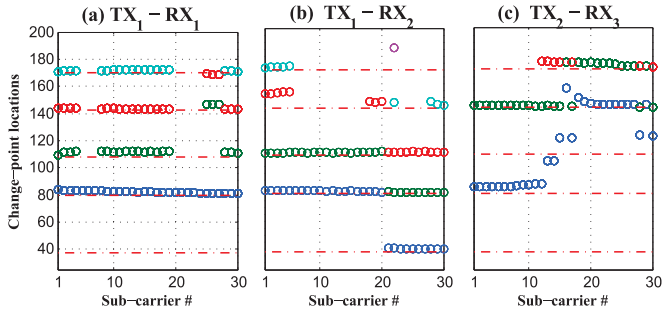 (a) TX1 − RX1
(b) TX1 − RX2
(c) TX2 − RX3
Change−point locations
200
180
160
140
120
100
80
60
40
1 10 20 30
1 10 20 30
1 10 20 30
Sub−carrier #
Sub−carrier #
Sub−carrier #